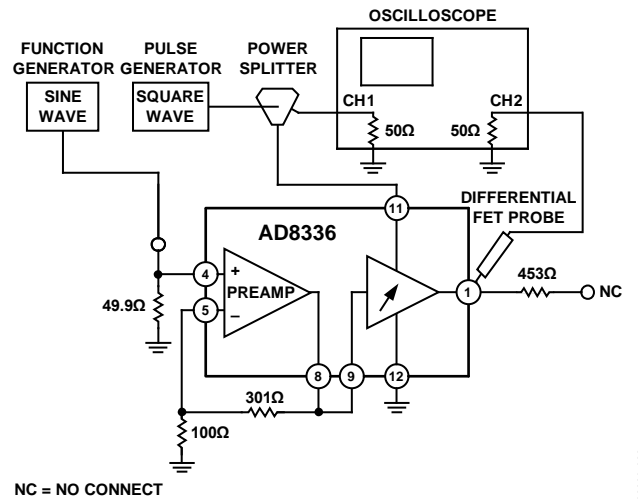 OSCILLOSCOPE
FUNCTION
GENERATOR
PULSE
GENERATOR
POWER
SPLITTER
SINE
WAVE
SQUARE
WAVE
CH1
CH2
50Ω
50Ω
DIFFERENTIAL
FET PROBE
11
AD8336
453Ω
4
+
PREAMP
1
NC
49.9Ω
5
–
8
9
12
301Ω
100Ω
NC = NO CONNECT